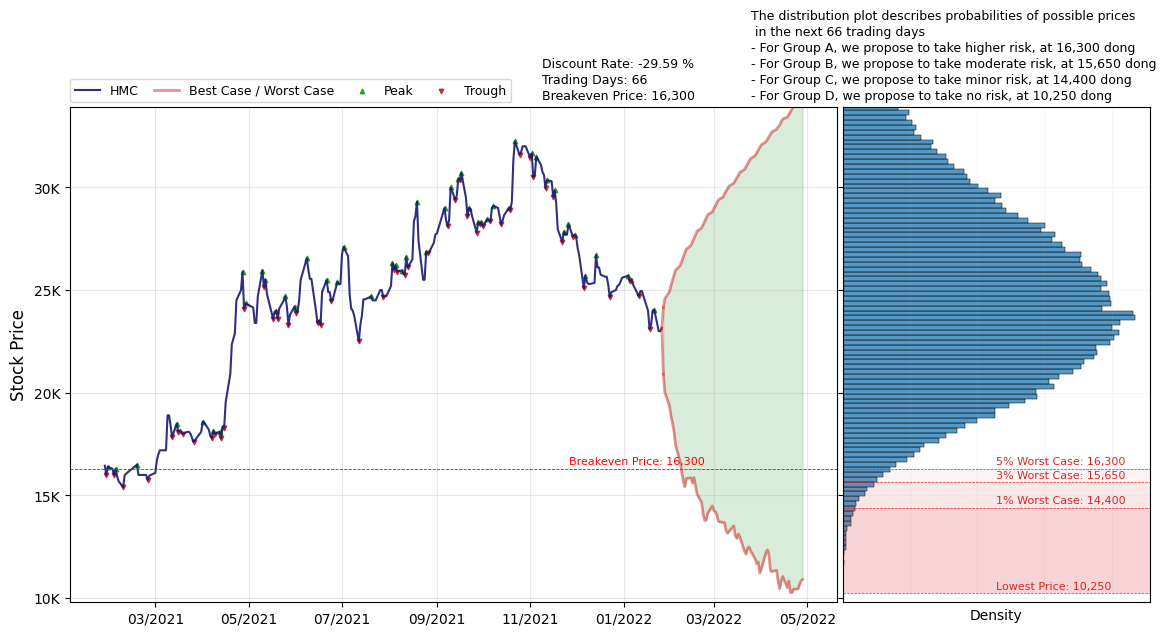 The distribution plot describes probabilities of possible prices
in the next 66 trading days
- For Group A, we propose to take higher risk, at 16,300 dong
- For Group B, we propose to take moderate risk, at 15,650 dong
- For Group C, we propose to take minor risk, at 14,400 dong
- For Group D, we propose to take no risk, at 10,250 dong
Discount Rate: -29.59 %
Trading Days: 66
Breakeven Price: 16,300
HMC Best Case / Worst Case Peak Trough
Stock Price
30K
25K
20K
15K
10K
Breakeven Price: 16,300
5% Worst Case: 16,300
3% Worst Case: 15,650
1% Worst Case: 14,400
Lowest Price: 10,250
03/2021 05/2021 07/2021 09/2021 11/2021 01/2022 03/2022 05/2022
Density